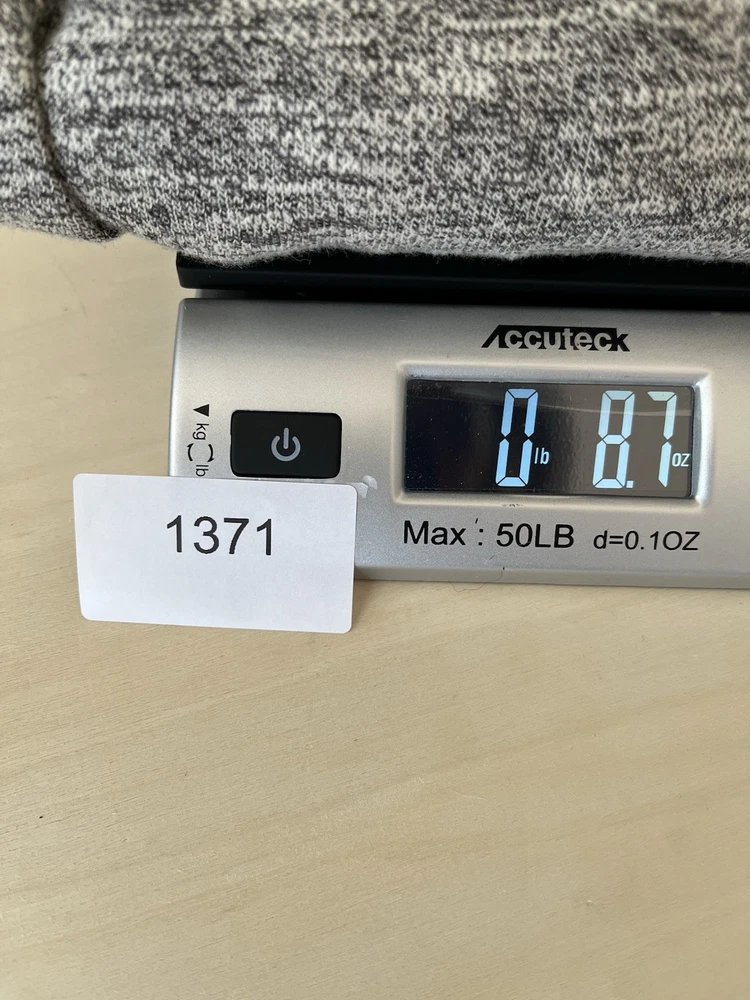 Accuteck
0 lb 8.7 oz
▼ kg lb
Max : 50LB d=0.1OZ
1371